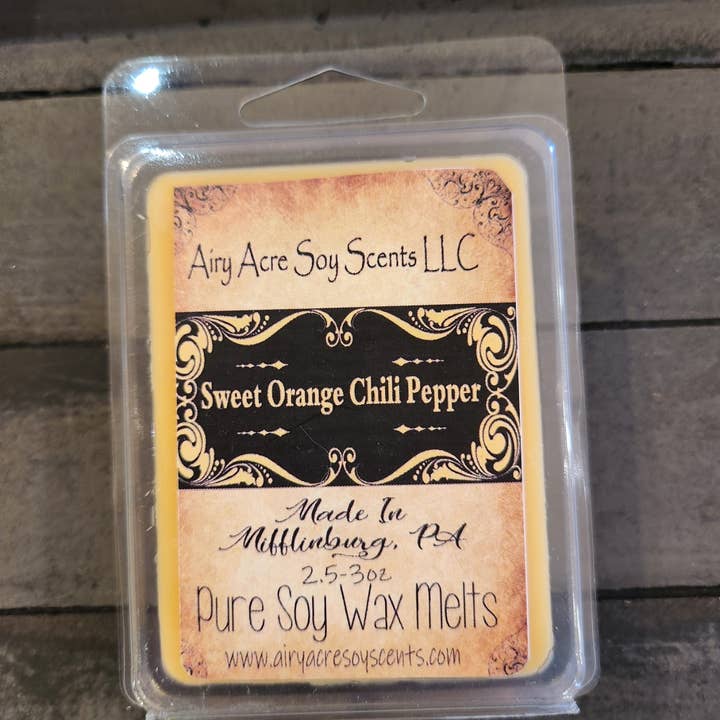 Airy Acre Soy Scents LLC
Sweet Orange Chili Pepper
Made In
Mifflinburg, PA
2.5-3oz
Pure Soy Wax Melts
www.airyacresoyscents.com